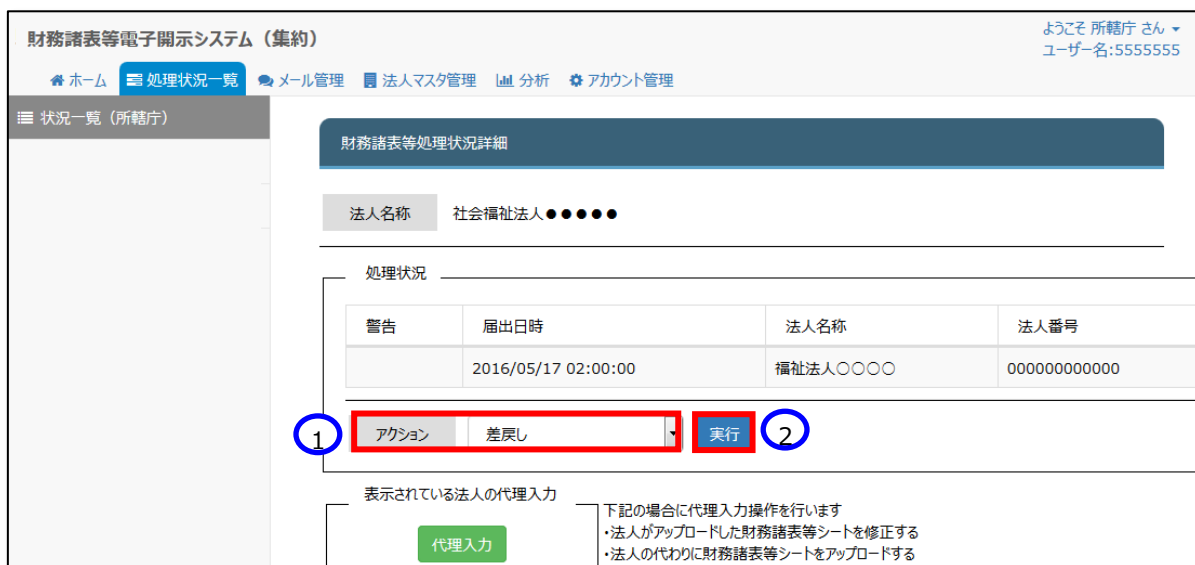 財務諸表等電子開示システム（集約）
ようこそ 所轄庁 さん
ユーザー名:5555555
ホーム 処理状況一覧 メール管理 法人マスタ管理 分析 アカウント管理
状況一覧（所轄庁）
財務諸表等処理状況詳細
法人名称 社会福祉法人●●●●●
処理状況
警告 届出日時 法人名称 法人番号
2016/05/17 02:00:00 福祉法人○○○○ 000000000000
1 アクション 差戻し 実行 2
表示されている法人の代理入力
下記の場合に代理入力操作を行います
・法人がアップロードした財務諸表等シートを修正する
代理入力
・法人の代わりに財務諸表等シートをアップロードする